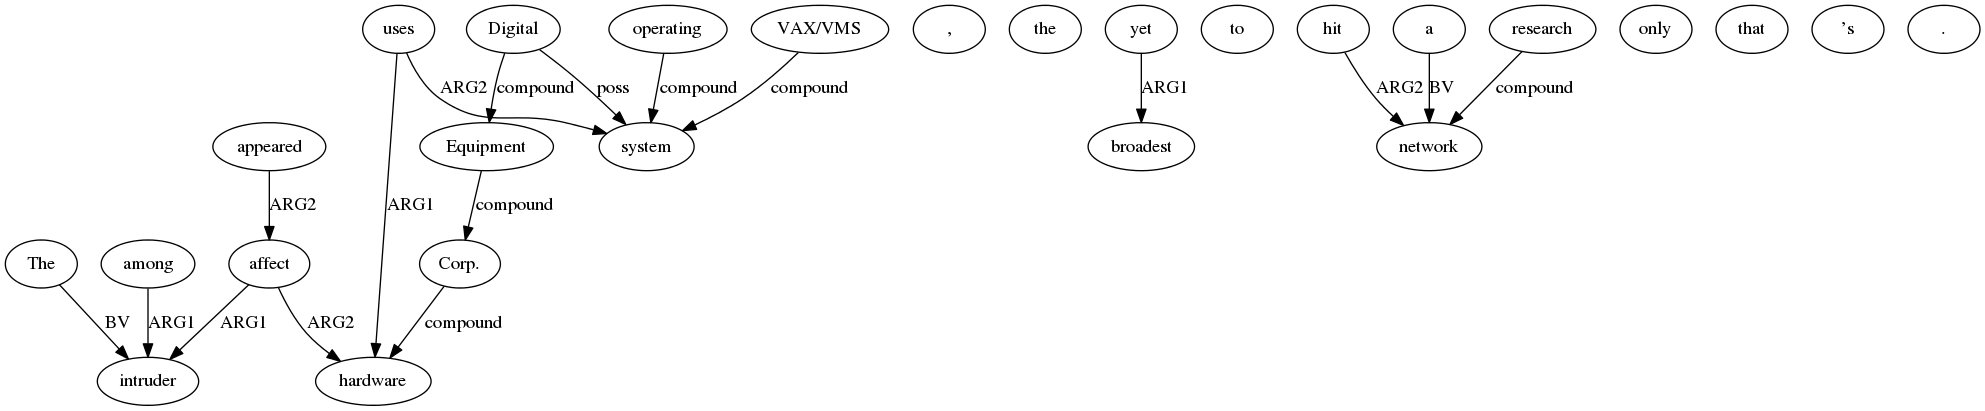 uses Digital operating VAX/VMS , the yet to hit a research only that 's .
ARG2 compound poss compound compound ARG1 ARG2 BV compound
appeared Equipment system broadest network
ARG2 ARG1 compound
The among affect Corp.
BV ARG1 ARG1 ARG2 compound
intruder hardware